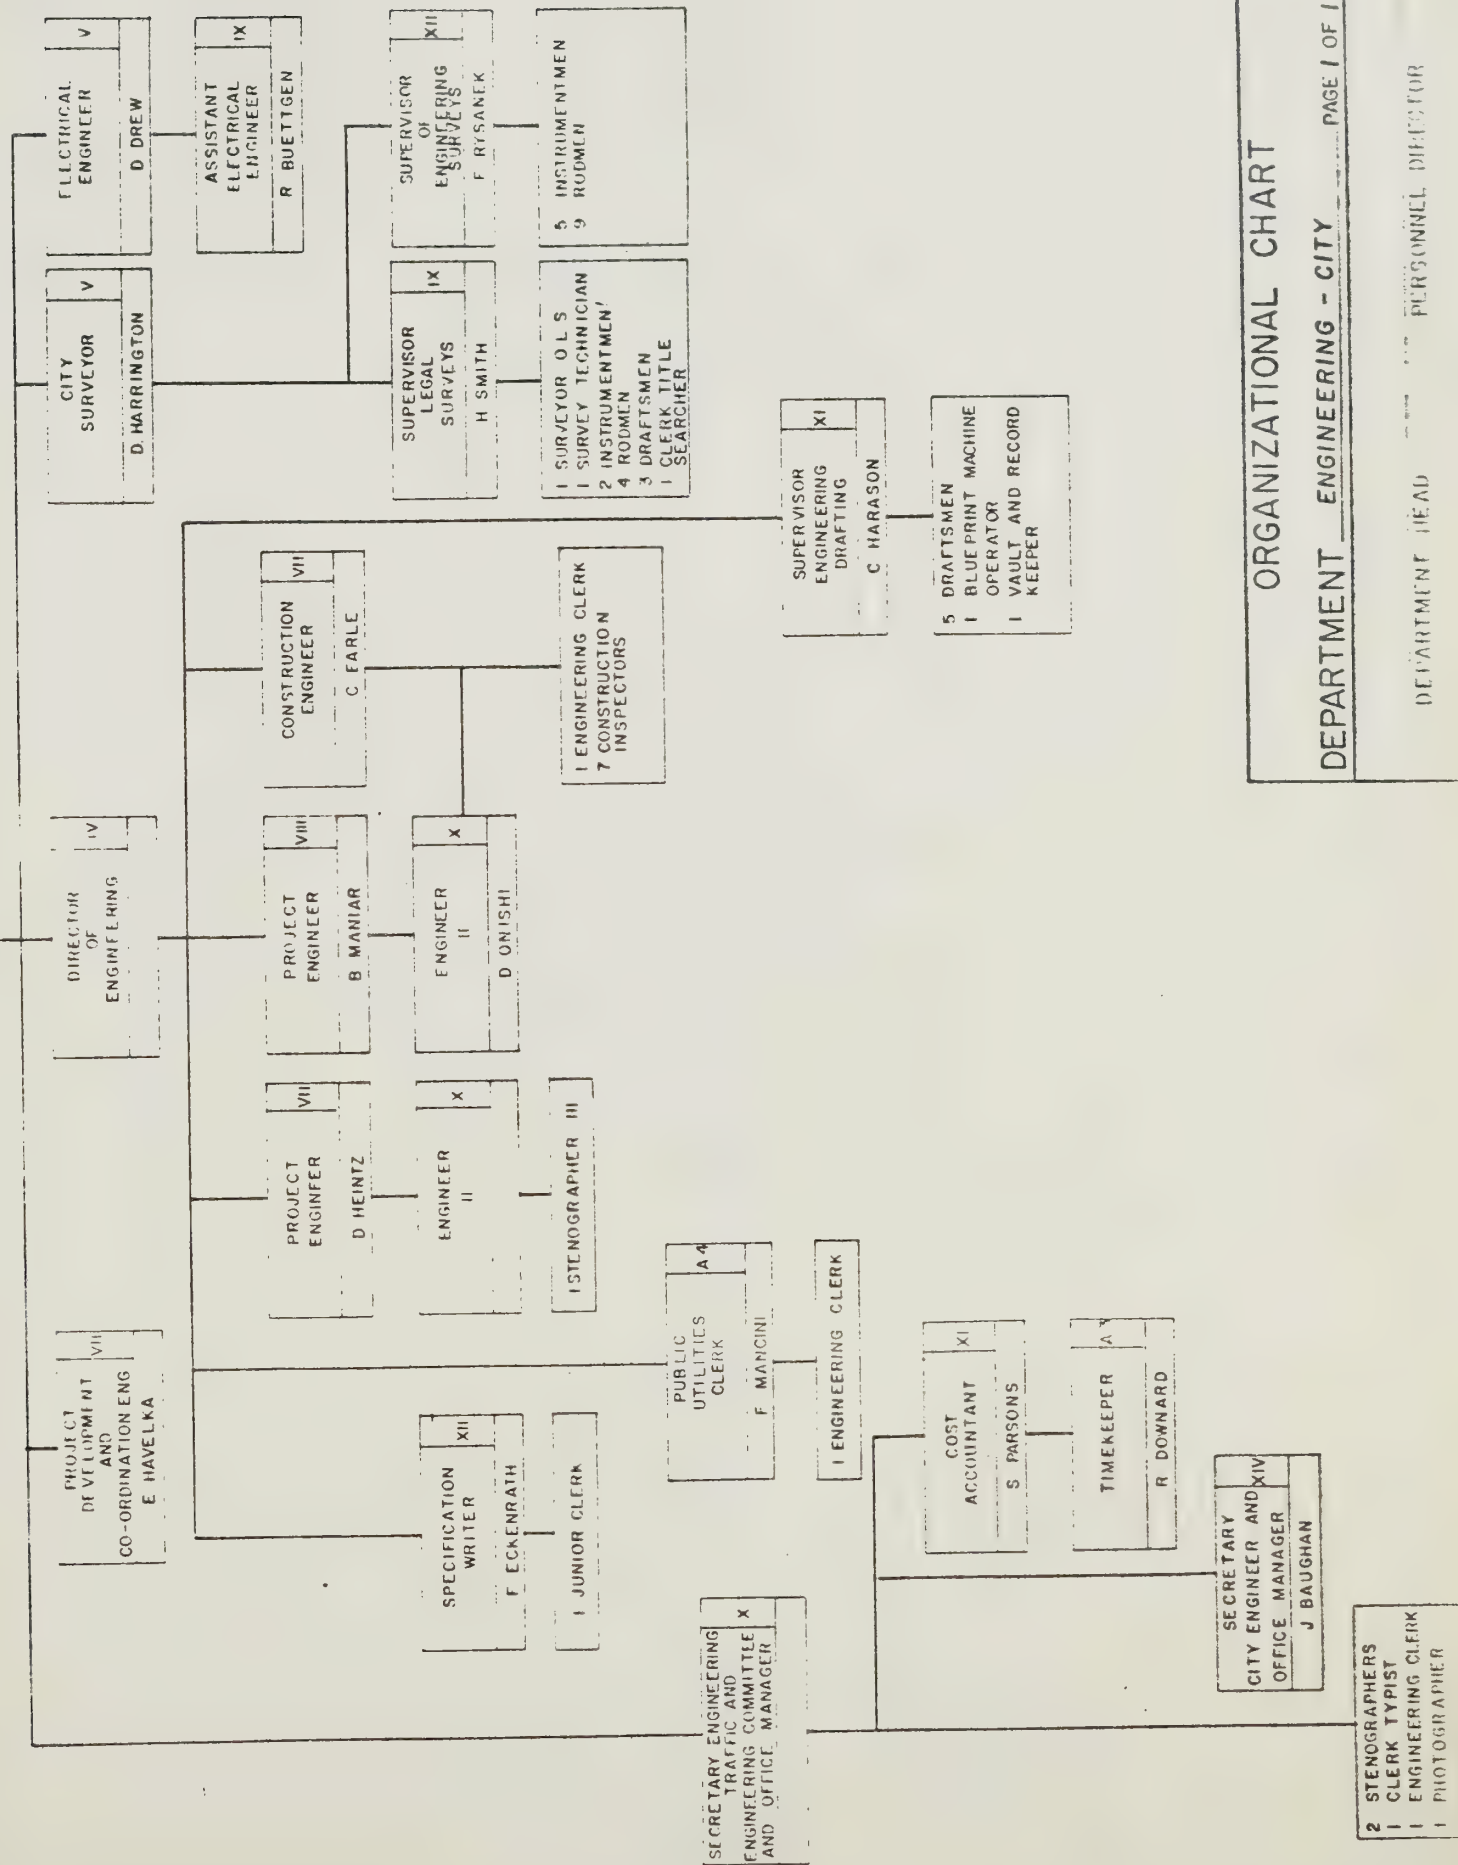 DIRECTOR
OF
ENGINEERING
IV
PROJECT
DEVELOPMENT
AND
CO-ORDINATION ENG
VII
E HAVELKA
CITY
SURVEYOR
V
D. HARRINGTON
ELECTRICAL
ENGINEER
V
D DREW
ASSISTANT
ELECTRICAL
ENGINEER
IX
R BUETTGEN
SUPERVISOR
LEGAL
SURVEYS
IX
H SMITH
1 SURVEYOR O L S
1 SURVEY TECHNICIAN
2 INSTRUMENTMEN
4 RODMEN
3 DRAFTSMEN
1 CLERK TITLE
SEARCHER
SUPERVISOR
OF
ENGINEERING
SURVEYS
XII
F RYSANEK
5 INSTRUMENTMEN
9 RODMEN
SPECIFICATION
WRITER
XII
F ECKENRATH
1 JUNIOR CLERK
PUBLIC
UTILITIES
CLERK
A 4
F MANCINI
1 ENGINEERING CLERK
PROJECT
ENGINEER
VII
D HEINTZ
ENGINEER
II
X
1 STENOGRAPHER III
PROJECT
ENGINEER
VIII
B MANIAR
ENGINEER
II
X
D ONISHI
CONSTRUCTION
ENGINEER
VII
C EARLE
1 ENGINEERING CLERK
7 CONSTRUCTION
INSPECTORS
SUPERVISOR
ENGINEERING
DRAFTING
XI
C HARASON
5 DRAFTSMEN
1 BLUEPRINT MACHINE
OPERATOR
1 VAULT AND RECORD
KEEPER
SECRETARY ENGINEERING
TRAFFIC AND
ENGINEERING COMMITTEE
AND OFFICE MANAGER
X
COST
ACCOUNTANT
XI
S PARSONS
TIMEKEEPER
A
R DOWNARD
SECRETARY
CITY ENGINEER AND
OFFICE MANAGER
XIV
J BAUGHAN
2 STENOGRAPHERS
1 CLERK TYPIST
1 ENGINEERING CLERK
1 PHOTOGRAPHER
ORGANIZATIONAL CHART
DEPARTMENT ENGINEERING - CITY PAGE 1 OF 1
DEPARTMENT HEAD PERSONNEL DIRECTOR